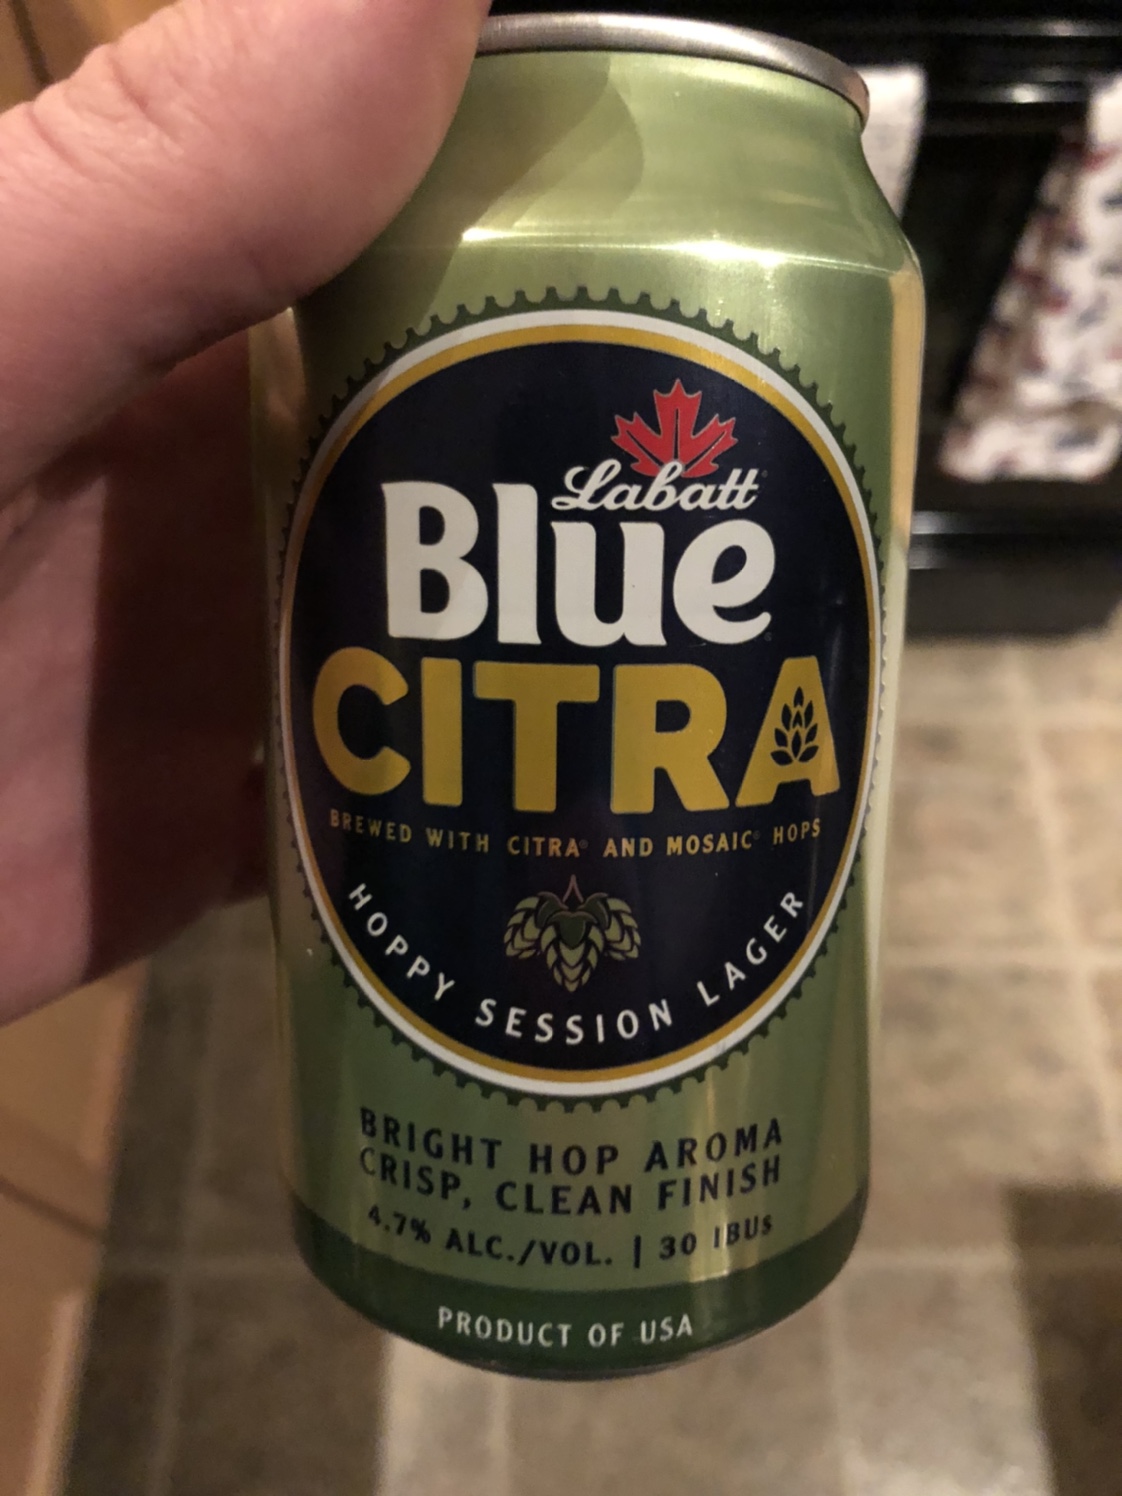 Labatt
Blue
CITRA
BREWED WITH CITRA® AND MOSAIC® HOPS
HOPPY SESSION LAGER
BRIGHT HOP AROMA
CRISP, CLEAN FINISH
4.7% ALC./VOL. | 30 IBUs
PRODUCT OF USA